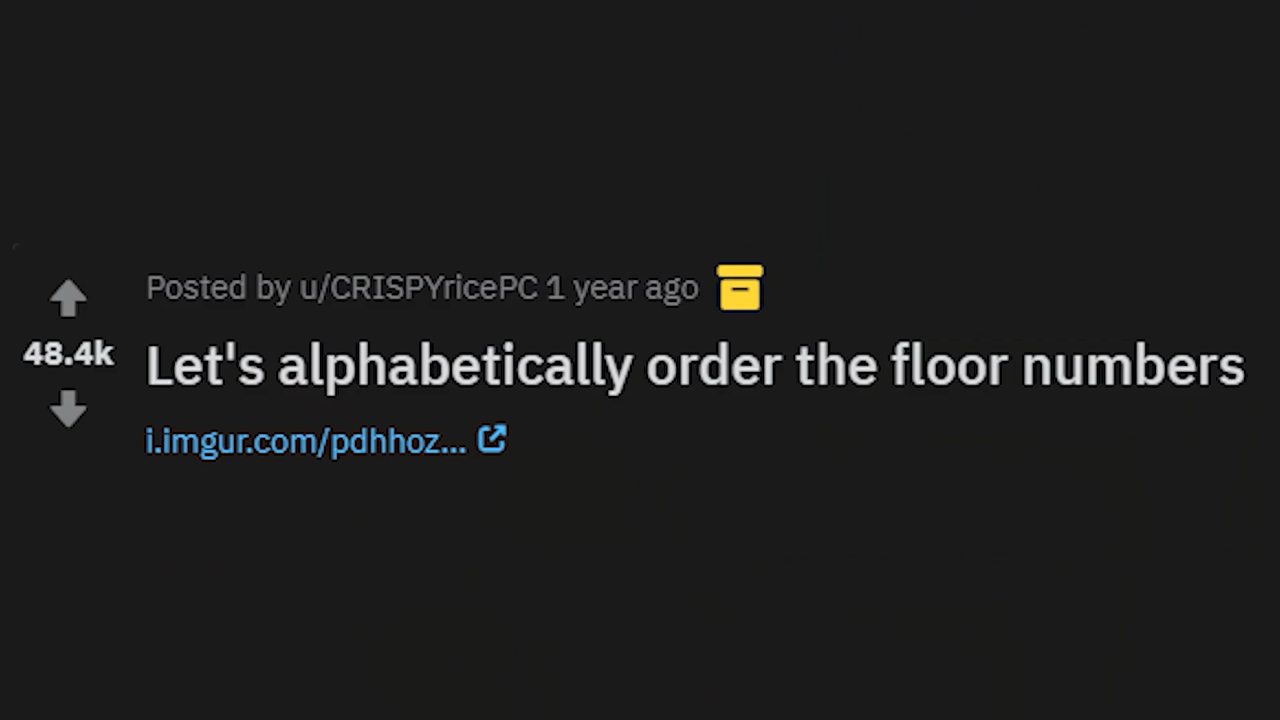 Posted by u/CRISPYricePC 1 year ago
48.4k
Let's alphabetically order the floor numbers
i.imgur.com/pdhhoz...